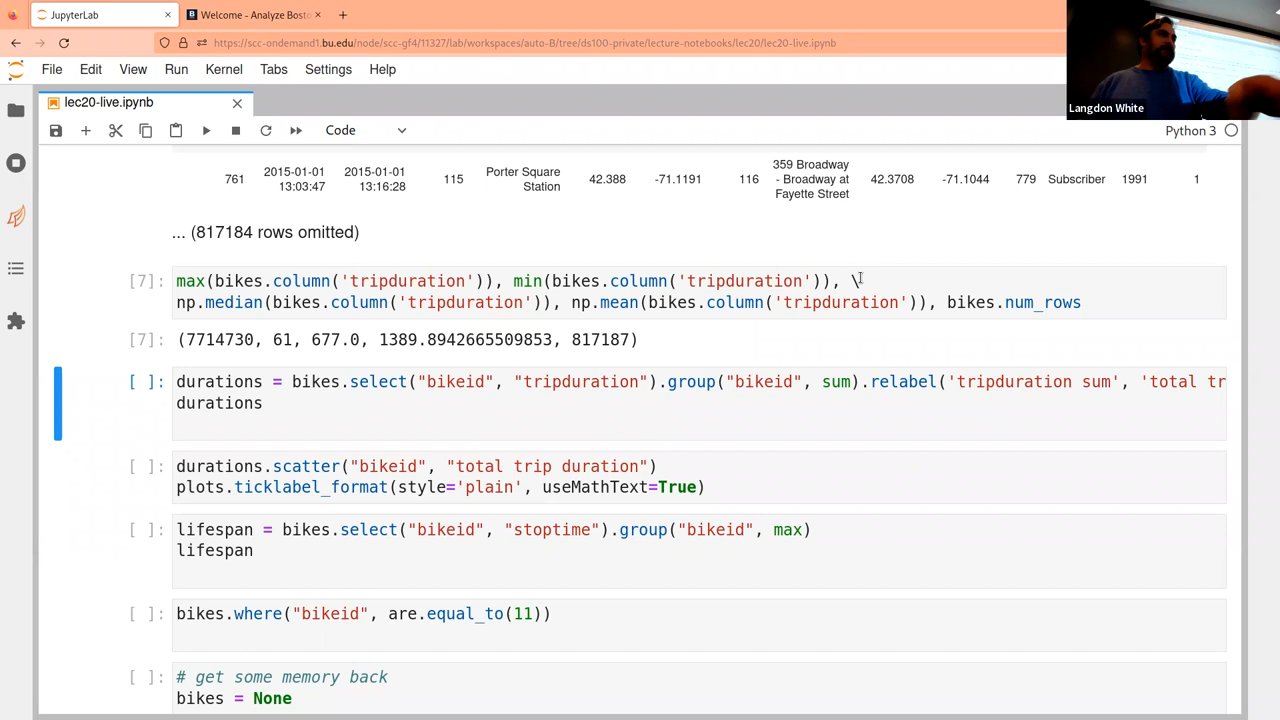 JupyterLab
Welcome - Analyze Bosto
https://scc-ondemand1.bu.edu/node/scc-gf4/11327/lab/workspaces/auto-B/tree/ds100-private/lecture-notebooks/lec20/lec20-live.ipynb
File Edit View Run Kernel Tabs Settings Help
Langdon White
lec20-live.ipynb
Code
Python 3
761 2015-01-01 13:03:47 2015-01-01 13:16:28 115 Porter Square Station 42.388 -71.1191 116 359 Broadway - Broadway at Fayette Street 42.3708 -71.1044 779 Subscriber 1991 1
... (817184 rows omitted)
[7]: max(bikes.column('tripduration')), min(bikes.column('tripduration')), \
np.median(bikes.column('tripduration')), np.mean(bikes.column('tripduration')), bikes.num_rows
[7]: (7714730, 61, 677.0, 1389.8942665509853, 817187)
[ ]: durations = bikes.select("bikeid", "tripduration").group("bikeid", sum).relabel('tripduration sum', 'total tr
durations
[ ]: durations.scatter("bikeid", "total trip duration")
plots.ticklabel_format(style='plain', useMathText=True)
[ ]: lifespan = bikes.select("bikeid", "stoptime").group("bikeid", max)
lifespan
[ ]: bikes.where("bikeid", are.equal_to(11))
[ ]: # get some memory back
bikes = None